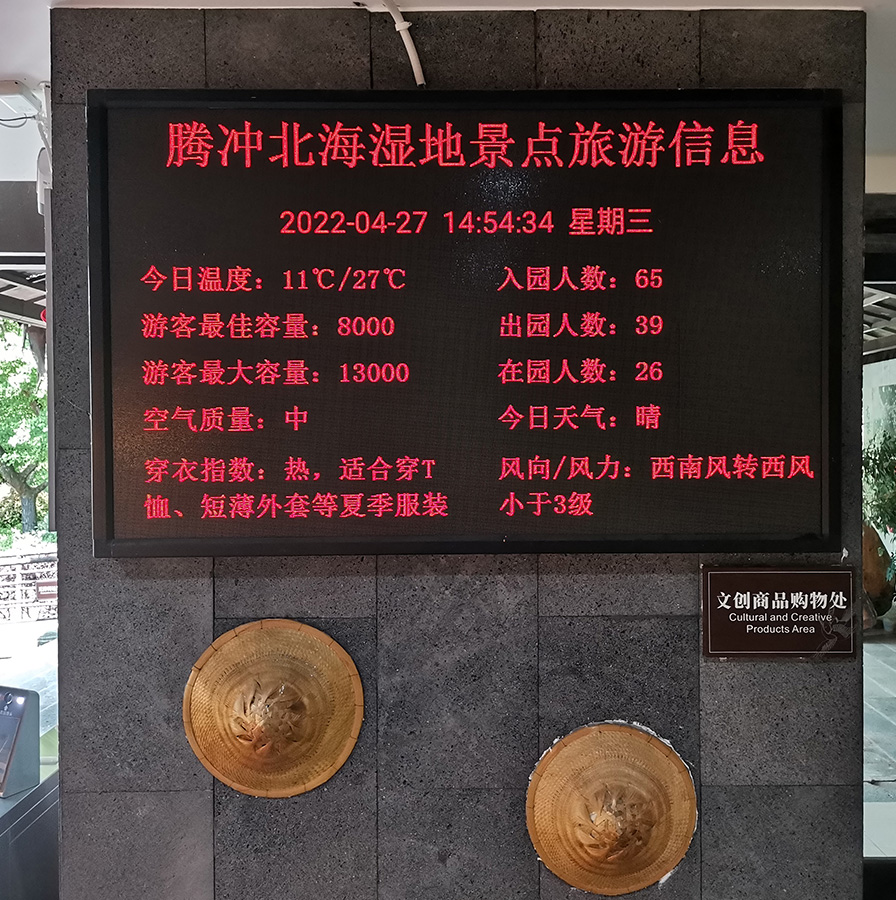 腾冲北海湿地景点旅游信息
2022-04-27 14:54:34 星期三
今日温度：11℃/27℃
游客最佳容量：8000
游客最大容量：13000
空气质量：中
穿衣指数：热，适合穿T
恤、短薄外套等夏季服装
入园人数：65
出园人数：39
在园人数：26
今日天气：晴
风向/风力：西南风转西风
小于3级
文创商品购物处
Cultural and Creative
Products Area